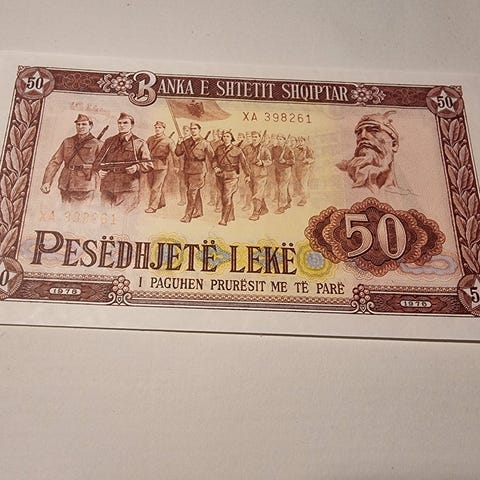 50 BANKA E SHTETIT SHQIPTAR 50
XA 398261
XA 398261
50
PESËDHJETË LEKË
I PAGUHEN PRURËSIT ME TË PARË
1976 1976